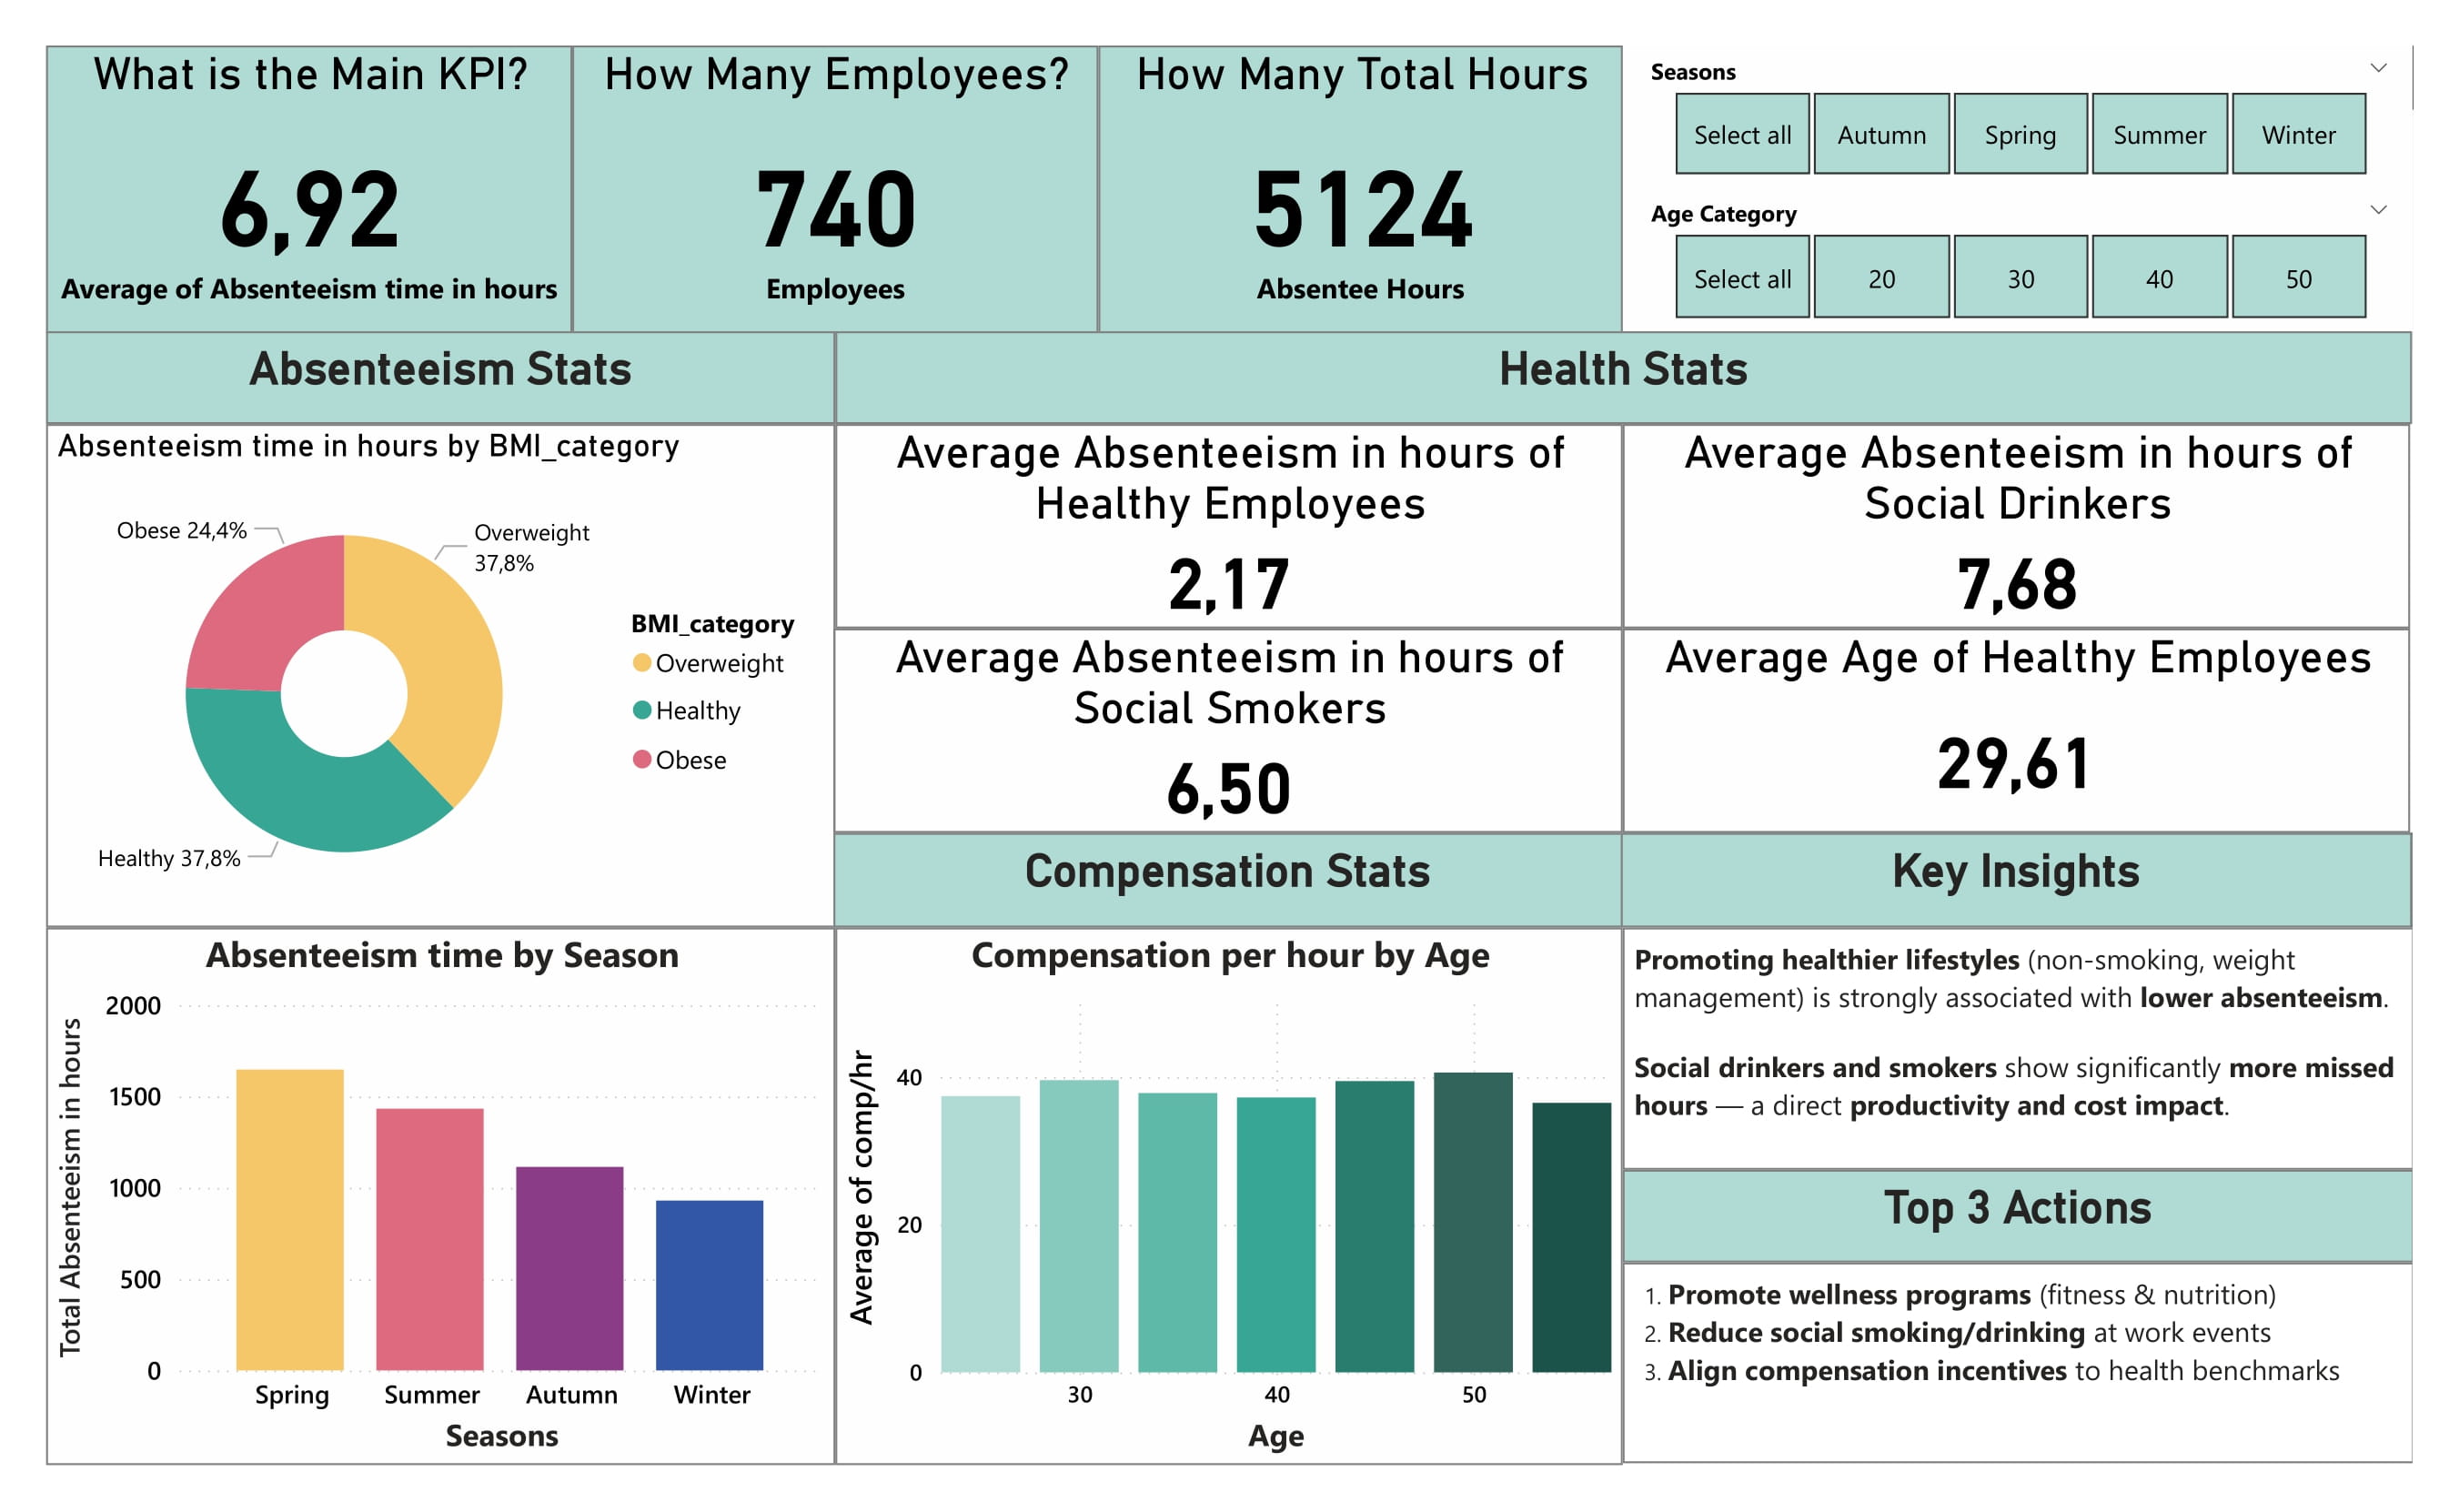 What is the Main KPI?
6,92
Average of Absenteeism time in hours
How Many Employees?
740
Employees
How Many Total Hours
5124
Absentee Hours
Seasons
Select all
Autumn
Spring
Summer
Winter
Age Category
Select all
20
30
40
50
Absenteeism Stats
Health Stats
Absenteeism time in hours by BMI_category
Obese 24,4%
Overweight
37,8%
Healthy 37,8%
BMI_category
Overweight
Healthy
Obese
Average Absenteeism in hours of
Healthy Employees
2,17
Average Absenteeism in hours of
Social Drinkers
7,68
Average Absenteeism in hours of
Social Smokers
6,50
Average Age of Healthy Employees
29,61
Compensation Stats
Key Insights
Absenteeism time by Season
Total Absenteeism in hours
2000
1500
1000
500
0
Spring
Summer
Autumn
Winter
Seasons
Compensation per hour by Age
Average of comp/hr
40
20
0
30
40
50
Age
Promoting healthier lifestyles (non-smoking, weight
management) is strongly associated with lower absenteeism.
Social drinkers and smokers show significantly more missed
hours — a direct productivity and cost impact.
Top 3 Actions
1. Promote wellness programs (fitness & nutrition)
2. Reduce social smoking/drinking at work events
3. Align compensation incentives to health benchmarks